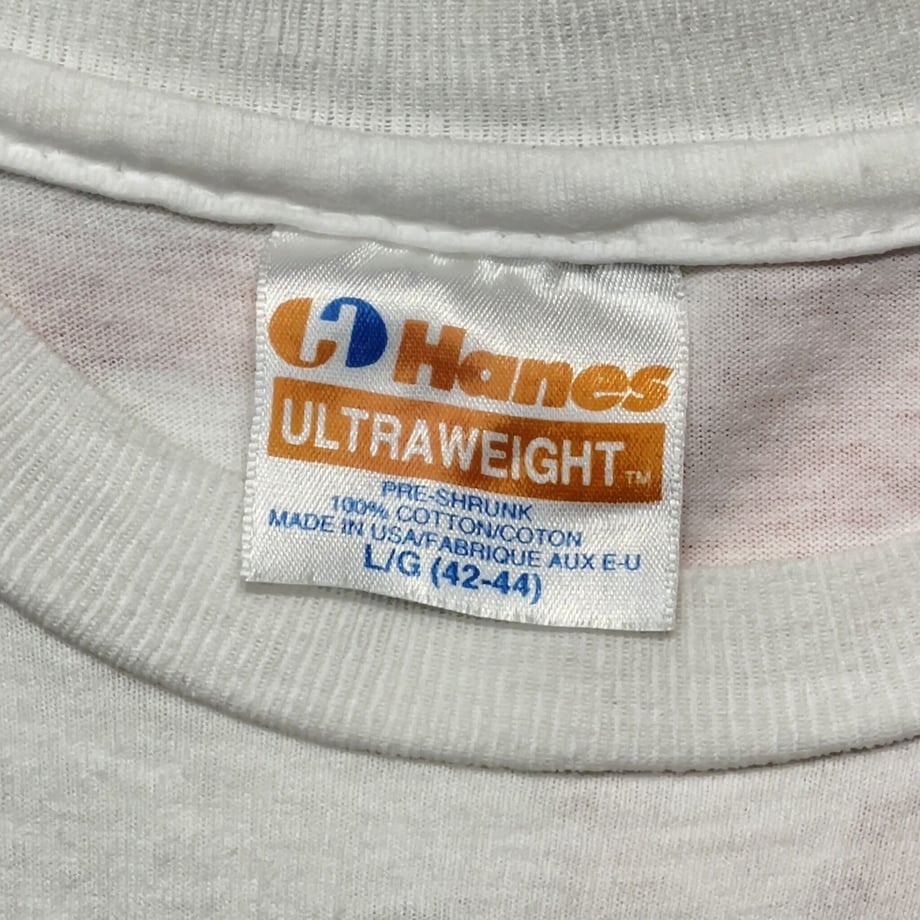 Hanes
ULTRAWEIGHT™
PRE-SHRUNK
100% COTTON/COTON
MADE IN USA/FABRIQUE AUX E-U
L/G (42-44)